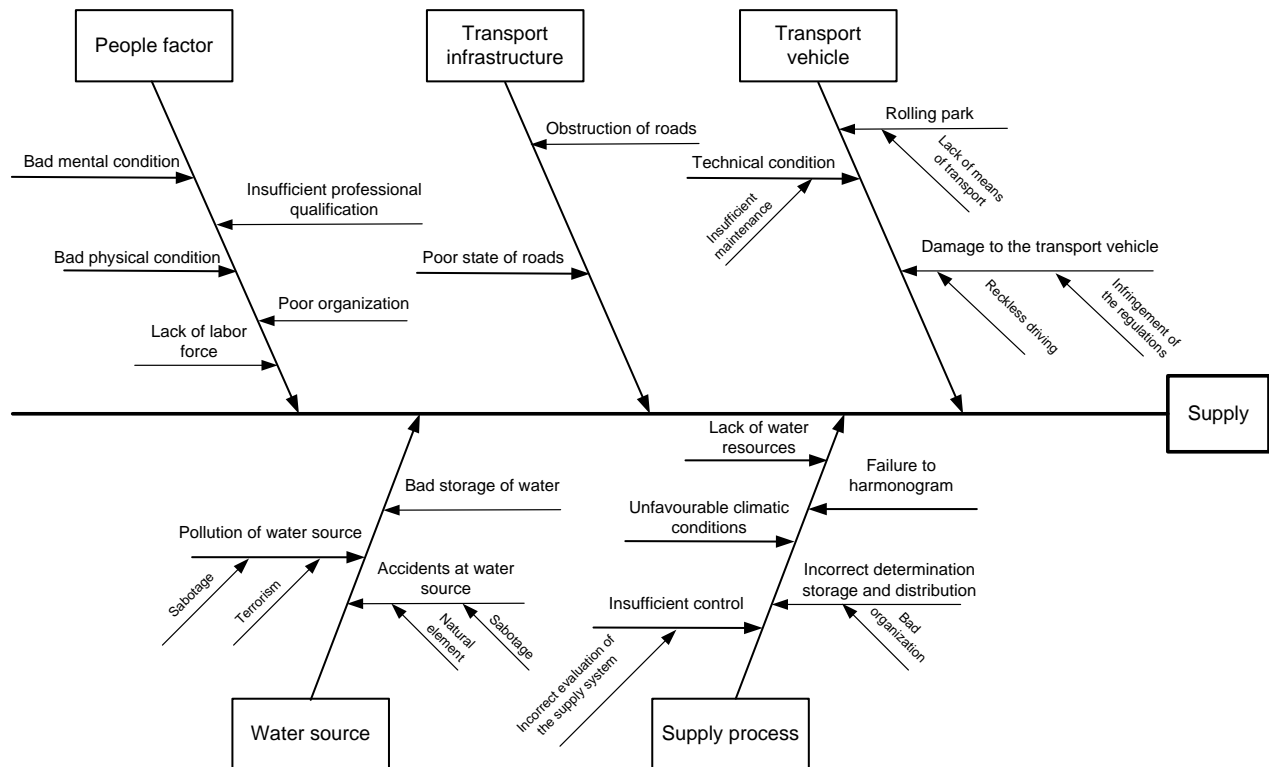 People factor
Transport
infrastructure
Transport
vehicle
Rolling park
Obstruction of roads
Lack of means
of transport
Bad mental condition
Technical condition
Insufficient professional
qualification
Insufficient
maintenance
Damage to the transport vehicle
Bad physical condition
Poor state of roads
Reckless driving
Infringement of
the regulations
Poor organization
Lack of labor
force
Supply
Lack of water
resources
Failure to
harmonogram
Bad storage of water
Unfavourable climatic
conditions
Pollution of water source
Sabotage
Terrorism
Accidents at water
source
Natural
element
Sabotage
Incorrect determination
storage and distribution
Insufficient control
Bad
organization
Incorrect evaluation of
the supply system
Water source
Supply process